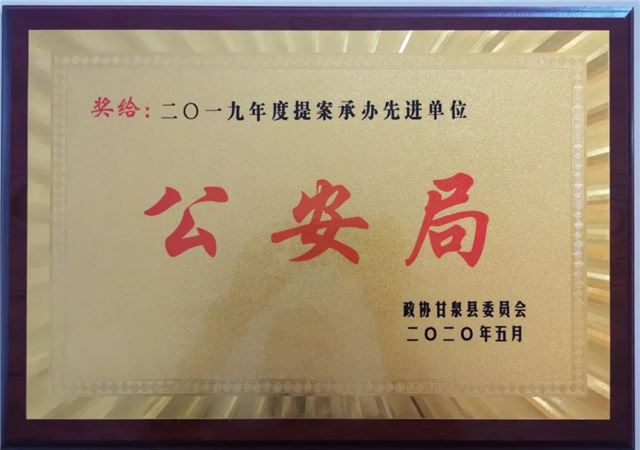 奖给：二〇一九年度提案承办先进单位
公安局
政协甘泉县委员会
二〇二〇年五月